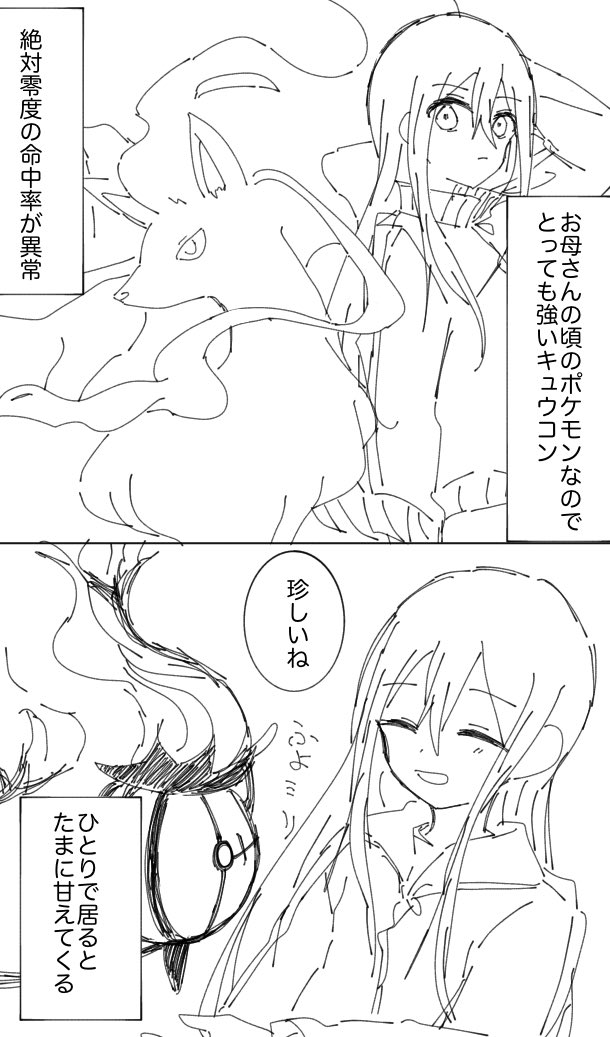 お母さんの頃のポケモンなので
とっても強いキュウコン
絶対零度の命中率が異常
珍しいね
ふよ
ひとりで居ると
たまに甘えてくる